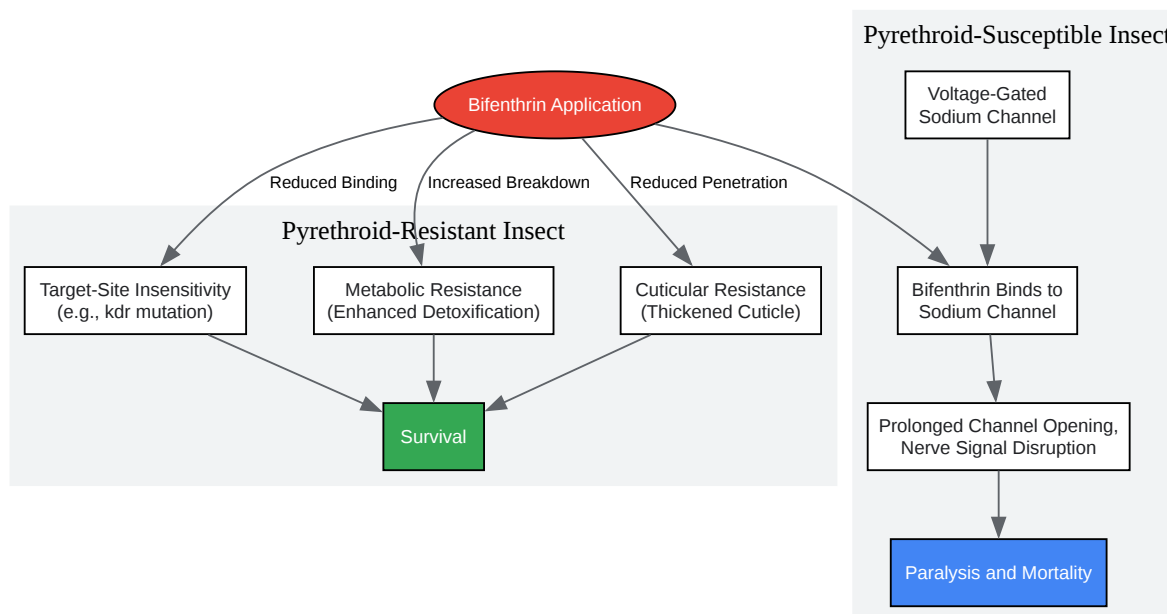 Pyrethroid-Susceptible Insect
Bifenthrin Application
Voltage-Gated
Sodium Channel
Reduced Binding
Increased Breakdown
Reduced Penetration
Pyrethroid-Resistant Insect
Target-Site Insensitivity
(e.g., kdr mutation)
Metabolic Resistance
(Enhanced Detoxification)
Cuticular Resistance
(Thickened Cuticle)
Bifenthrin Binds to
Sodium Channel
Survival
Prolonged Channel Opening,
Nerve Signal Disruption
Paralysis and Mortality